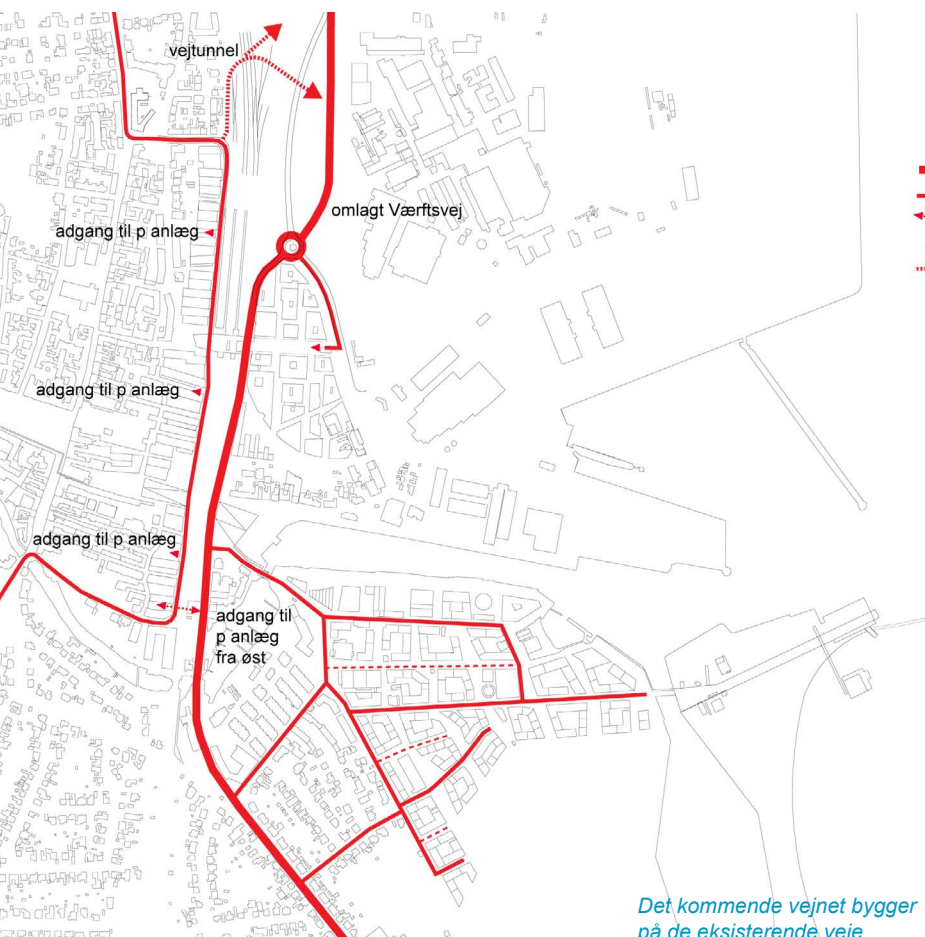 vejtunnel
omlagt Værftsvej
adgang til p anlæg
adgang til p anlæg
adgang til p anlæg
adgang til
p anlæg
fra øst
Det kommende vejnet bygger
på de eksisterende veje